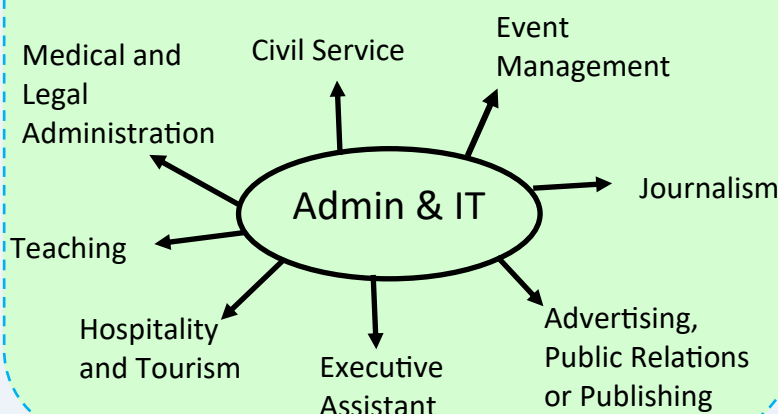 Medical and
Legal
Administration
Civil Service
Event
Management
Admin & IT
Journalism
Teaching
Hospitality
and Tourism
Executive
Assistant
Advertising,
Public Relations
or Publishing